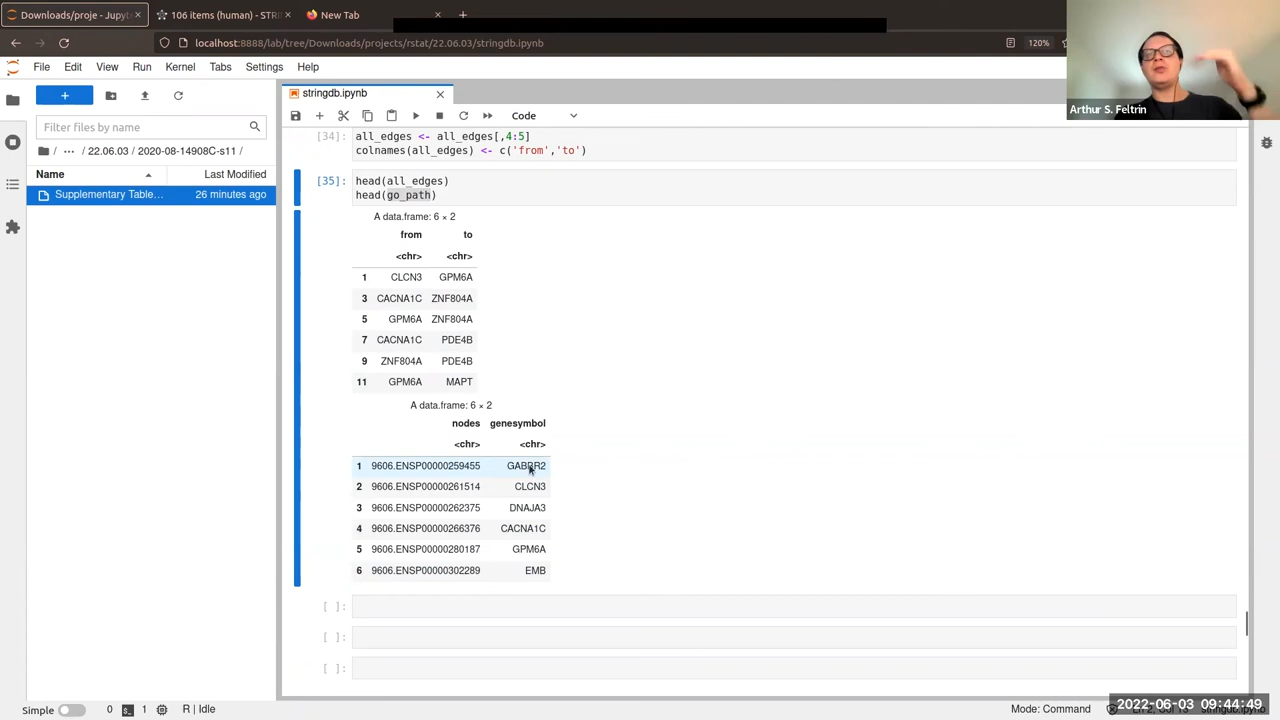 Downloads/proje - Jupyt
106 items (human) - STRI
New Tab
localhost:8888/lab/tree/Downloads/projects/rstat/22.06.03/stringdb.ipynb
120%
File Edit View Run Kernel Tabs Settings Help
stringdb.ipynb
Code
Filter files by name
/ ··· / 22.06.03 / 2020-08-14908C-s11 /
Name Last Modified
Supplementary Table... 26 minutes ago
[34]: all_edges <- all_edges[,4:5]
colnames(all_edges) <- c('from','to')
[35]: head(all_edges)
head(go_path)
A data.frame: 6 × 2
from to
<chr> <chr>
1 CLCN3 GPM6A
3 CACNA1C ZNF804A
5 GPM6A ZNF804A
7 CACNA1C PDE4B
9 ZNF804A PDE4B
11 GPM6A MAPT
A data.frame: 6 × 2
nodes genesymbol
<chr> <chr>
1 9606.ENSP00000259455 GABBR2
2 9606.ENSP00000261514 CLCN3
3 9606.ENSP00000262375 DNAJA3
4 9606.ENSP00000266376 CACNA1C
5 9606.ENSP00000280187 GPM6A
6 9606.ENSP00000302289 EMB
[ ]:
[ ]:
[ ]:
Arthur S. Feltrin
Simple 0 1 R | Idle
Mode: Command
2022-06-03 09:44:49